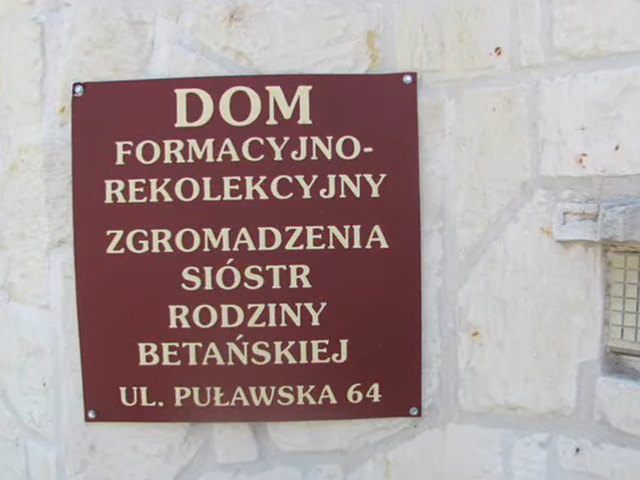 DOM
FORMACYJNO-
REKOLEKCYJNY
ZGROMADZENIA
SIÓSTR
RODZINY
BETAŃSKIEJ
UL. PUŁAWSKA 64